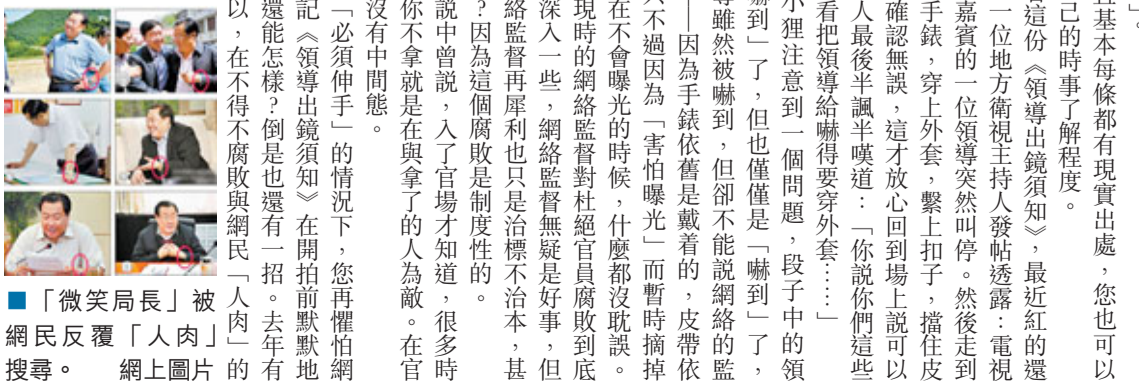 」。
且基本每條都有現實出處，您也可以
己的時事了解程度。
這份《領導出鏡須知》，最近紅的還
一位地方衛視主持人發帖透露：電視
嘉賓的一位領導突然叫停。然後走到
手錶，穿上外套，繫上扣子，擋住皮
確認無誤，這才放心回到場上説可以
人最後半諷半嘆道：「你説你們這些
看把領導給嚇得要穿外套……」
小狸注意到一個問題，段子中的領
嚇到」了，但也僅僅是「嚇到」了，
導雖然被嚇到，但卻不能説網絡的監
——因為手錶依舊是戴着的，皮帶依
只不過因為「害怕曝光」而暫時摘掉
在不會曝光的時候，什麼都沒耽誤。
現時的網絡監督對杜絕官員腐敗到底
深入一些，網絡監督無疑是好事，但
絡監督再犀利也只是治標不治本，甚
？因為這個腐敗是制度性的。
説中曾説，入了官場才知道，很多時
你不拿就是在與拿了的人為敵。在官
沒有中間態。
「必須伸手」的情況下，您再懼怕網
記《領導出鏡須知》在開拍前默默地
還能怎樣？倒是也還有一招。去年有
以，在不得不腐敗與網民「人肉」的
■「微笑局長」被
網民反覆「人肉」
搜尋。　網上圖片